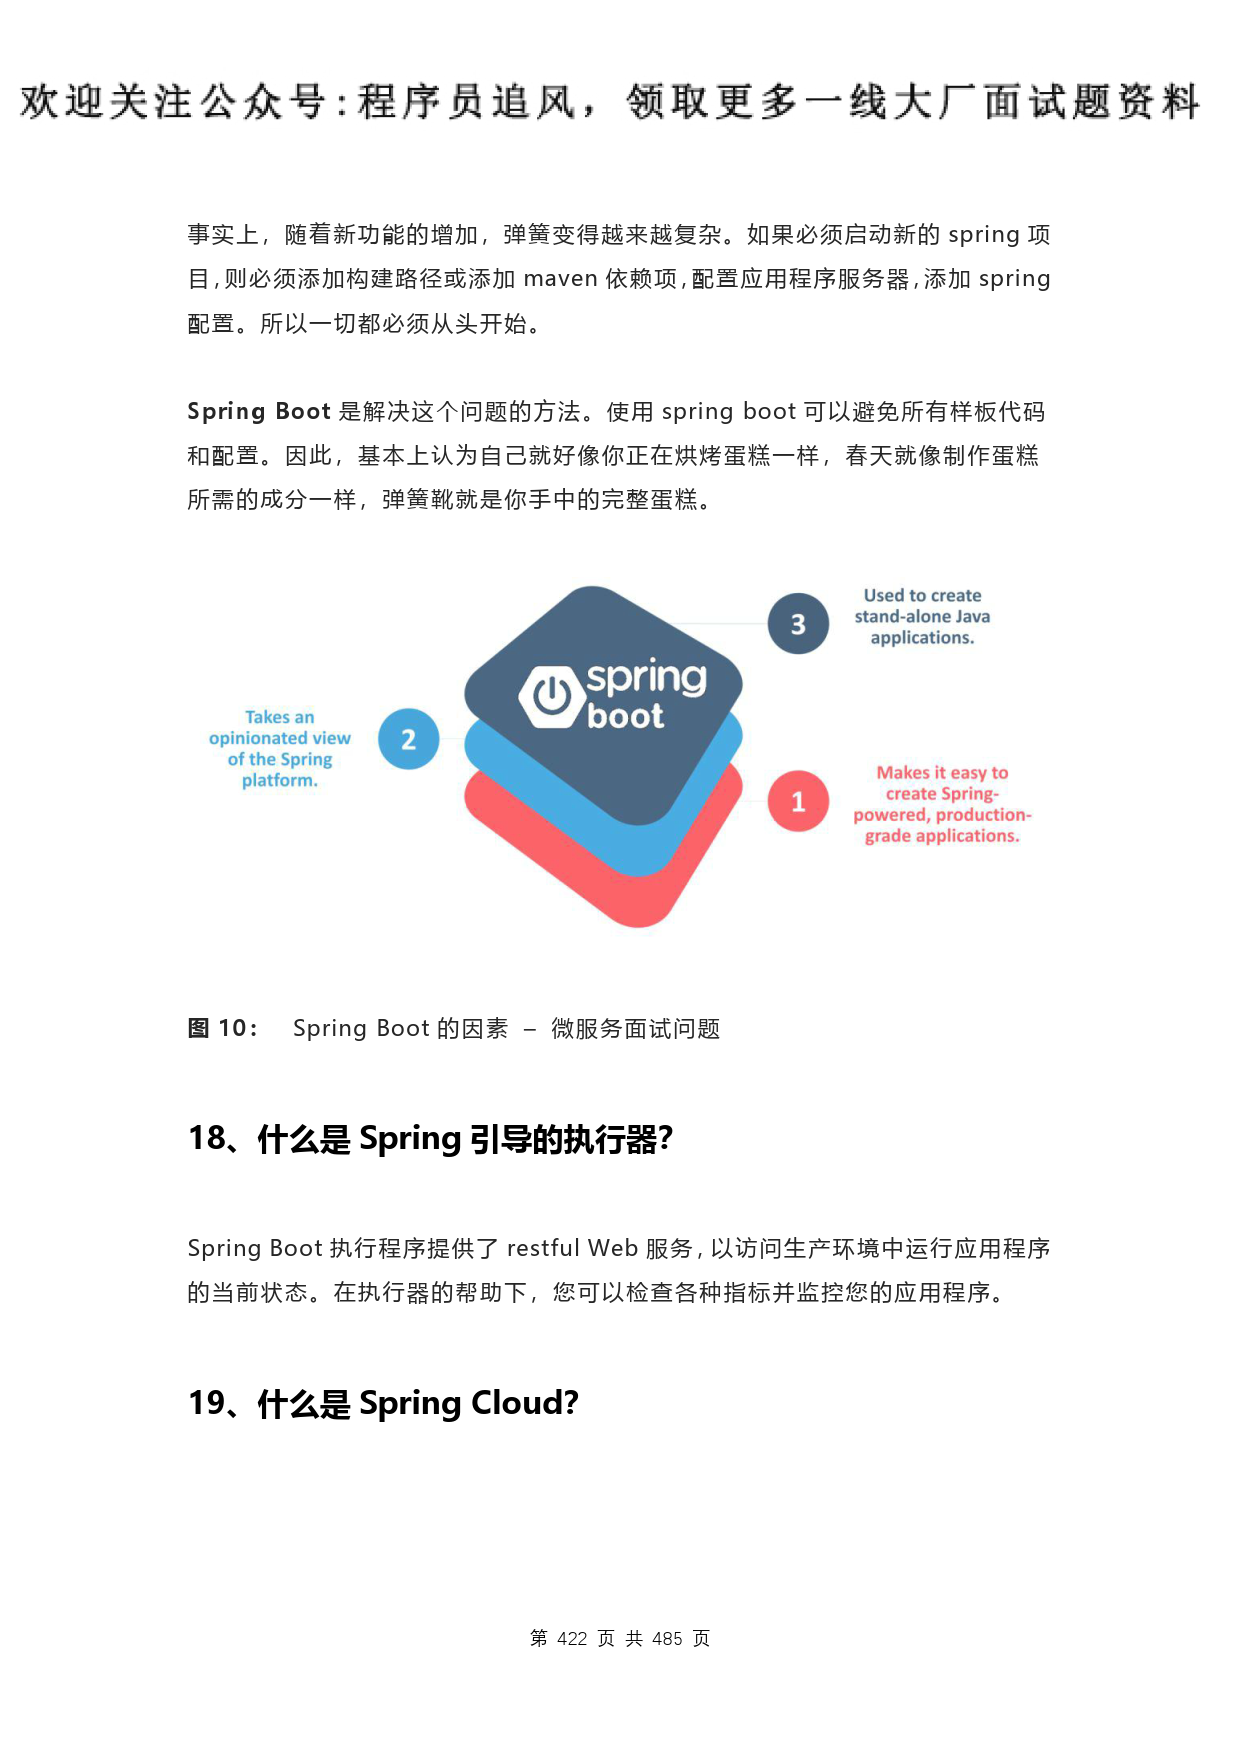 欢迎关注公众号:程序员追风，领取更多一线大厂面试题资料
事实上，随着新功能的增加，弹簧变得越来越复杂。如果必须启动新的 spring 项
目，则必须添加构建路径或添加 maven 依赖项，配置应用程序服务器，添加 spring
配置。所以一切都必须从头开始。
Spring Boot 是解决这个问题的方法。使用 spring boot 可以避免所有样板代码
和配置。因此，基本上认为自己就好像你正在烘烤蛋糕一样，春天就像制作蛋糕
所需的成分一样，弹簧靴就是你手中的完整蛋糕。
3
Used to create
stand-alone Java
applications.
spring
boot
Takes an
opinionated view
of the Spring
platform.
2
1
Makes it easy to
create Spring-
powered, production-
grade applications.
图 10： Spring Boot 的因素 – 微服务面试问题
18、什么是 Spring 引导的执行器？
Spring Boot 执行程序提供了 restful Web 服务，以访问生产环境中运行应用程序
的当前状态。在执行器的帮助下，您可以检查各种指标并监控您的应用程序。
19、什么是 Spring Cloud？
第 422 页 共 485 页